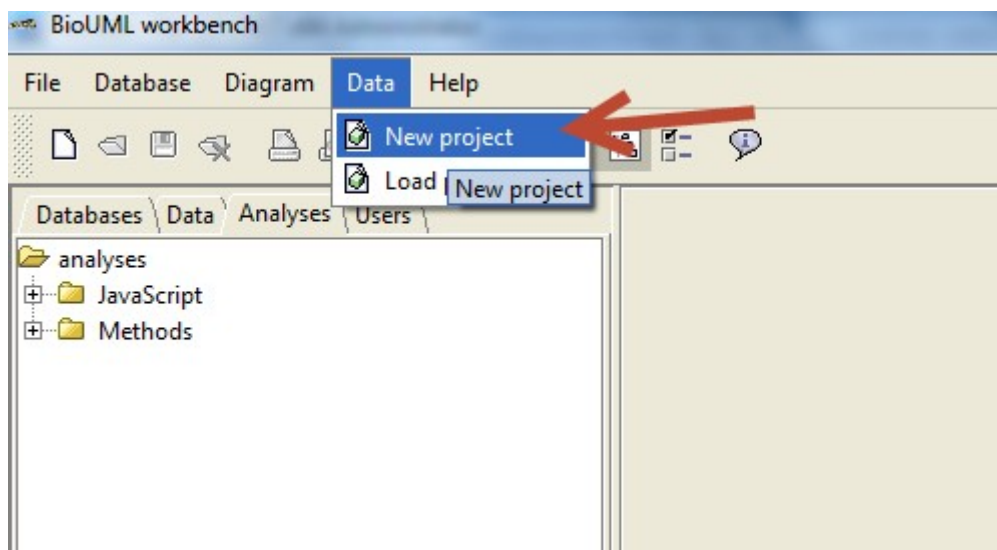 BioUML workbench
File Database Diagram Data Help
New project
Load
New project
Databases Data Analyses Users
analyses
JavaScript
Methods